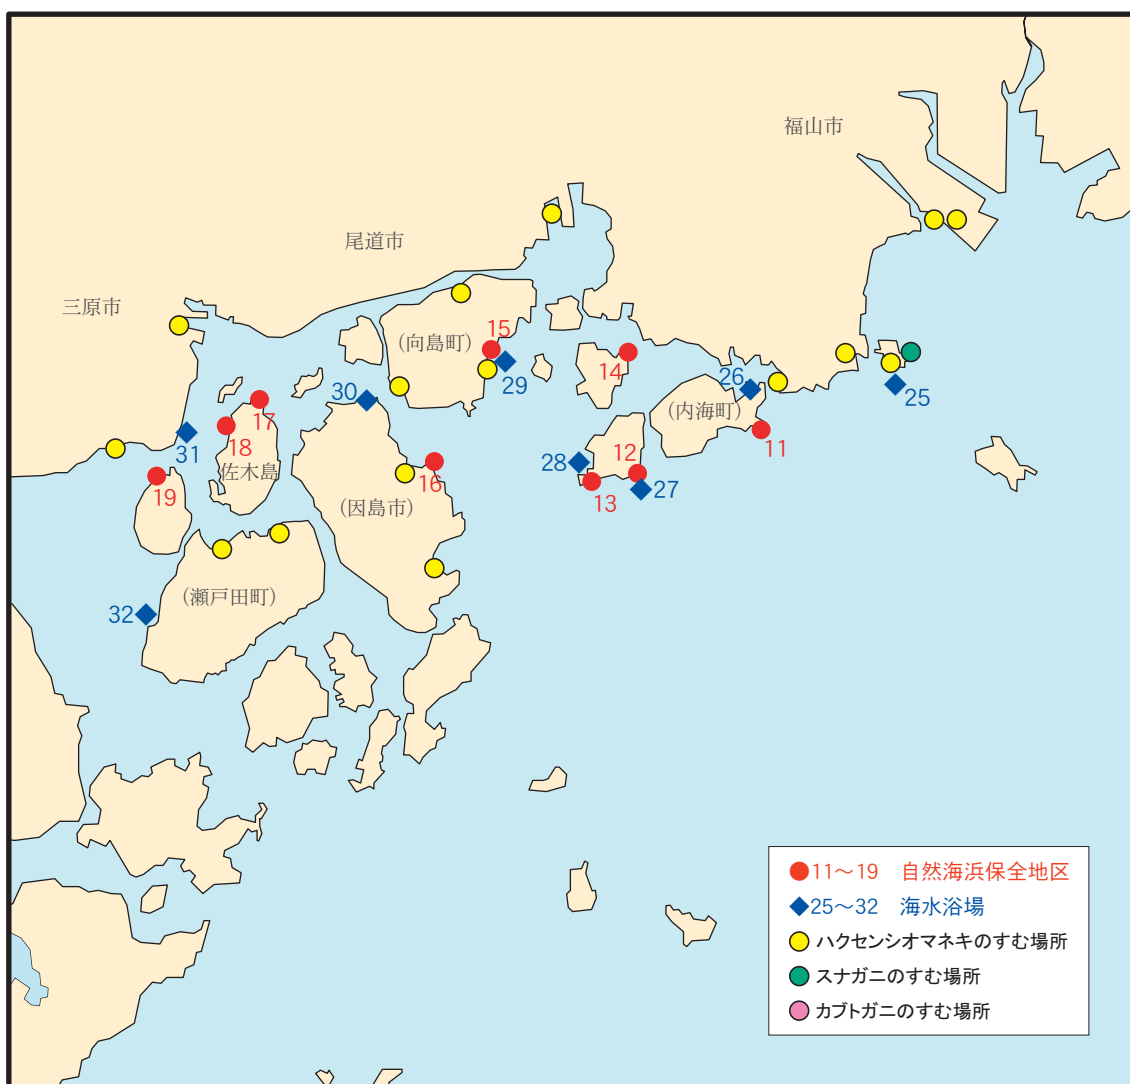 福山市
尾道市
三原市
15
(向島町)
14
29
26
30
25
17
(内海町)
18
31
11
佐木島
12
28
16
19
27
13
(因島市)
(瀬戸田町)
32
11〜19 自然海浜保全地区
25〜32 海水浴場
ハクセンシオマネキのすむ場所
スナガニのすむ場所
カブトガニのすむ場所